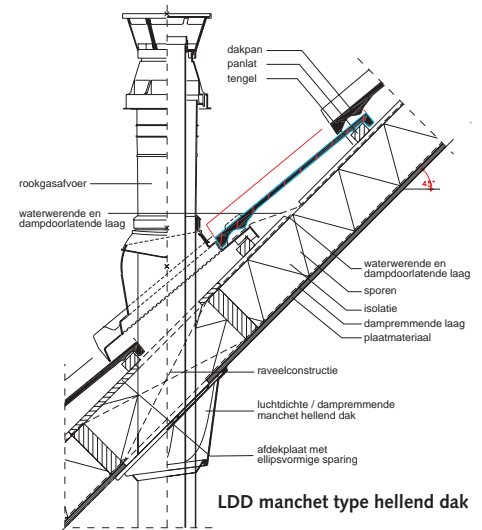 dakpan
panlat
tengel
rookgasafvoer
waterwerende en
dampdoorlatende laag
45°
waterwerende en
dampdoorlatende laag
sporen
isolatie
dampremmende laag
plaatmateriaal
raveelconstructie
luchtdichte / dampremmende
manchet hellend dak
afdekplaat met
ellipsvormige sparing
LDD manchet type hellend dak